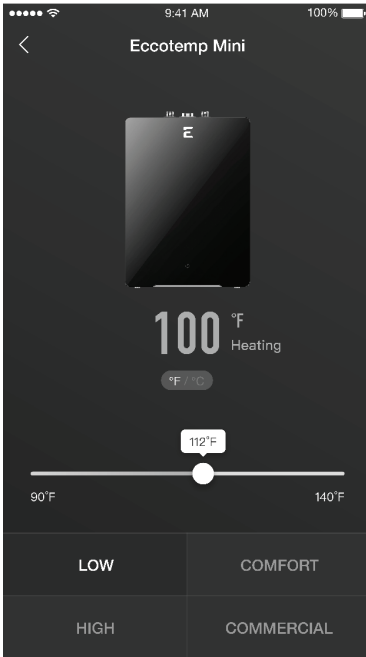 9:41 AM 100%
Eccotemp Mini
E
100 °F
Heating
°F / °C
112°F
90°F 140°F
LOW COMFORT
HIGH COMMERCIAL